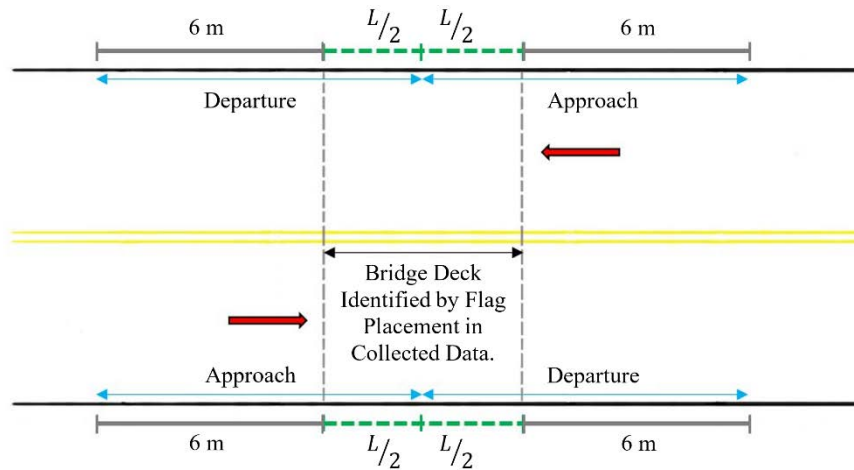 6 m L/2 L/2 6 m
Departure Approach
Bridge Deck
Identified by Flag
Placement in
Collected Data.
Approach Departure
6 m L/2 L/2 6 m